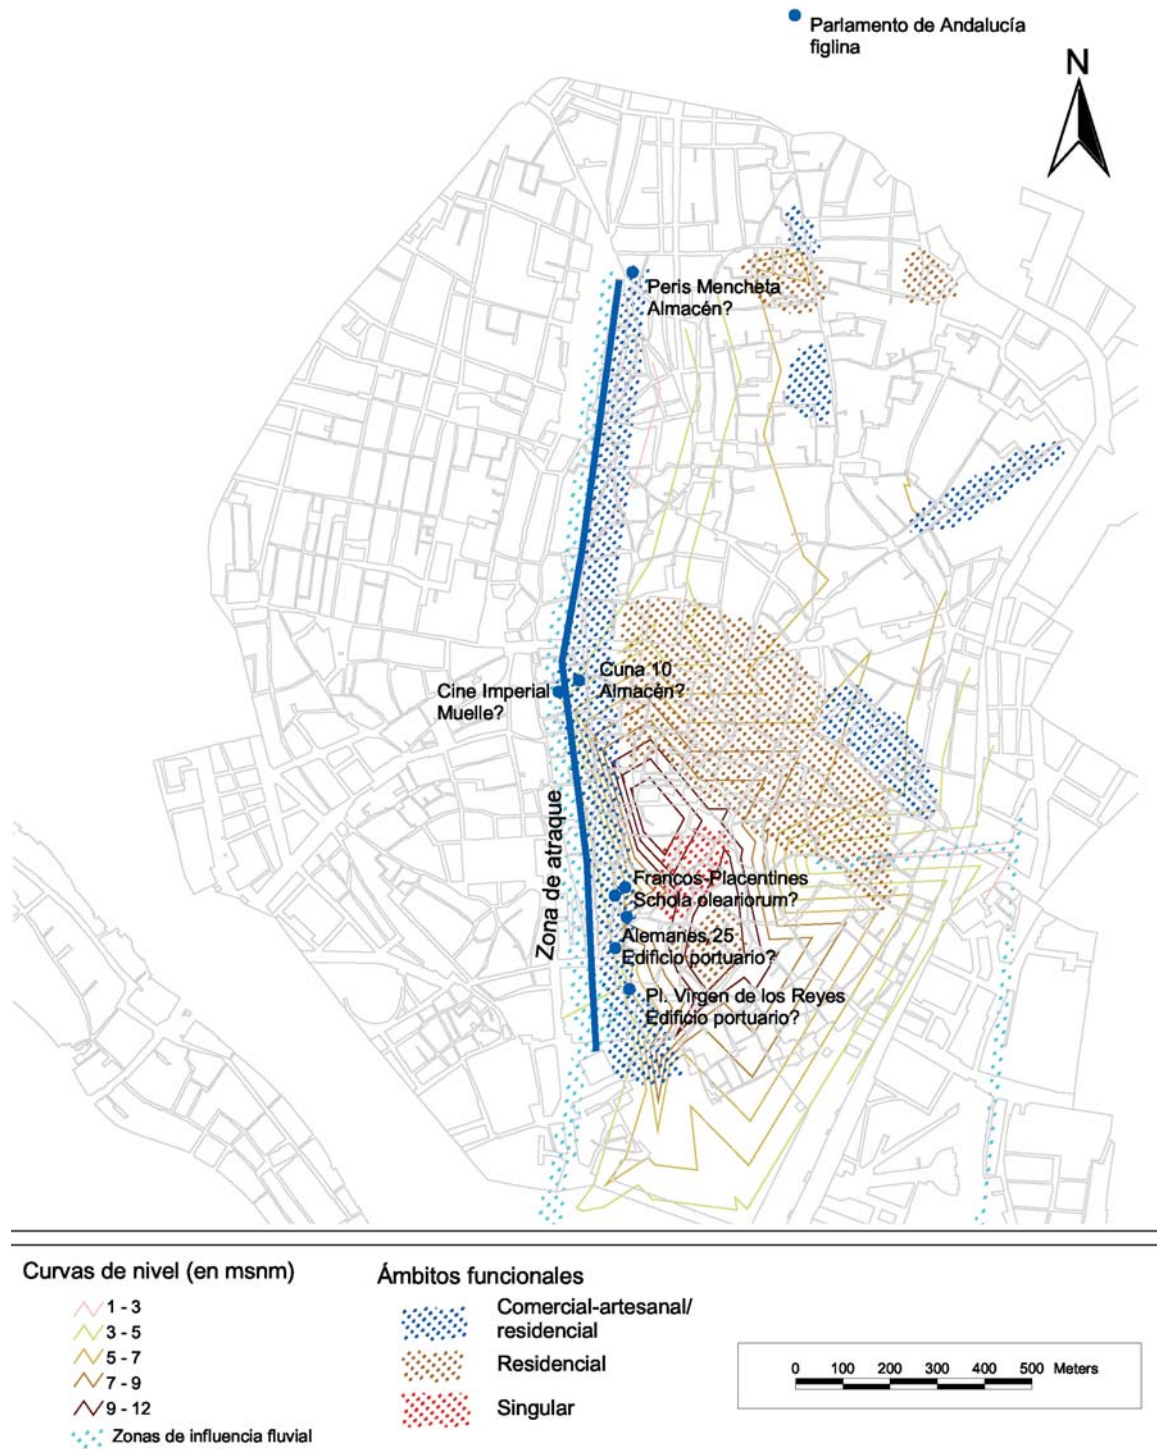 Parlamento de Andalucía
figlina
N
Peris Mencheta
Almacén?
Cuna 10
Almacén?
Cine Imperial
Muelle?
Zona de atraque
Francos-Placentines
Schola oleariorum?
Alemanes 25
Edificio portuario?
Pl. Virgen de los Reyes
Edificio portuario?
Curvas de nivel (en msnm)
1 - 3
3 - 5
5 - 7
7 - 9
9 - 12
Zonas de influencia fluvial
Ámbitos funcionales
Comercial-artesanal/
residencial
Residencial
Singular
0 100 200 300 400 500 Meters